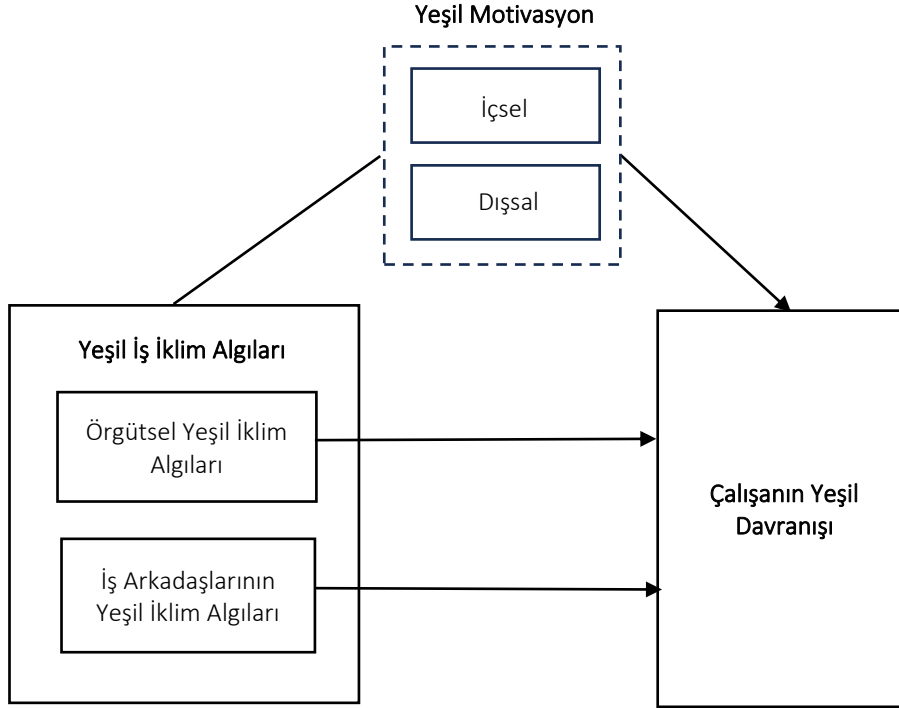 Yeşil Motivasyon
İçsel
Dışsal
Yeşil İş İklim Algıları
Örgütsel Yeşil İklim
Algıları
İş Arkadaşlarının
Yeşil İklim Algıları
Çalışanın Yeşil
Davranışı